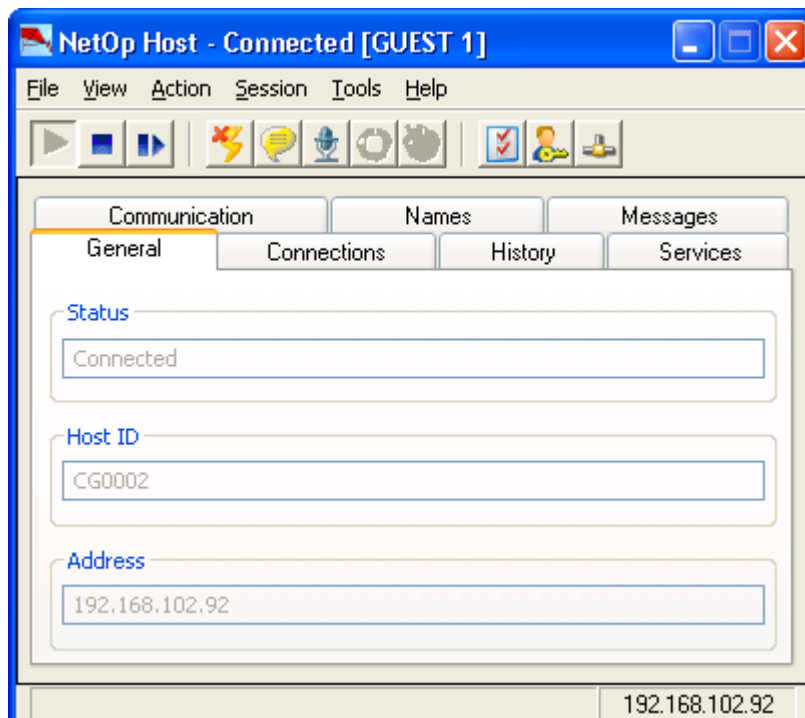 NetOp Host - Connected [GUEST 1]
File View Action Session Tools Help
Communication Names Messages
General Connections History Services
Status
Connected
Host ID
CG0002
Address
192.168.102.92
192.168.102.92